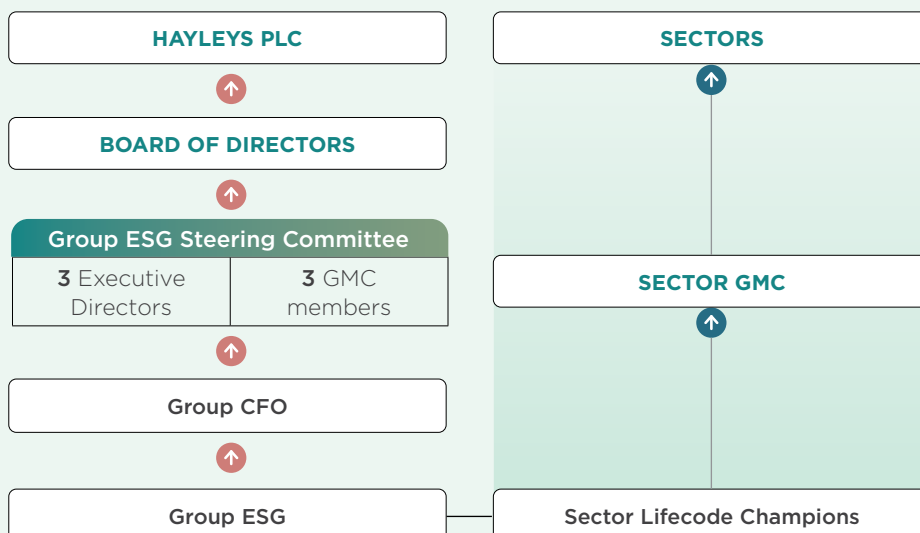 HAYLEYS PLC
BOARD OF DIRECTORS
Group ESG Steering Committee
3 Executive
Directors
3 GMC
members
Group CFO
Group ESG
SECTORS
SECTOR GMC
Sector Lifecode Champions